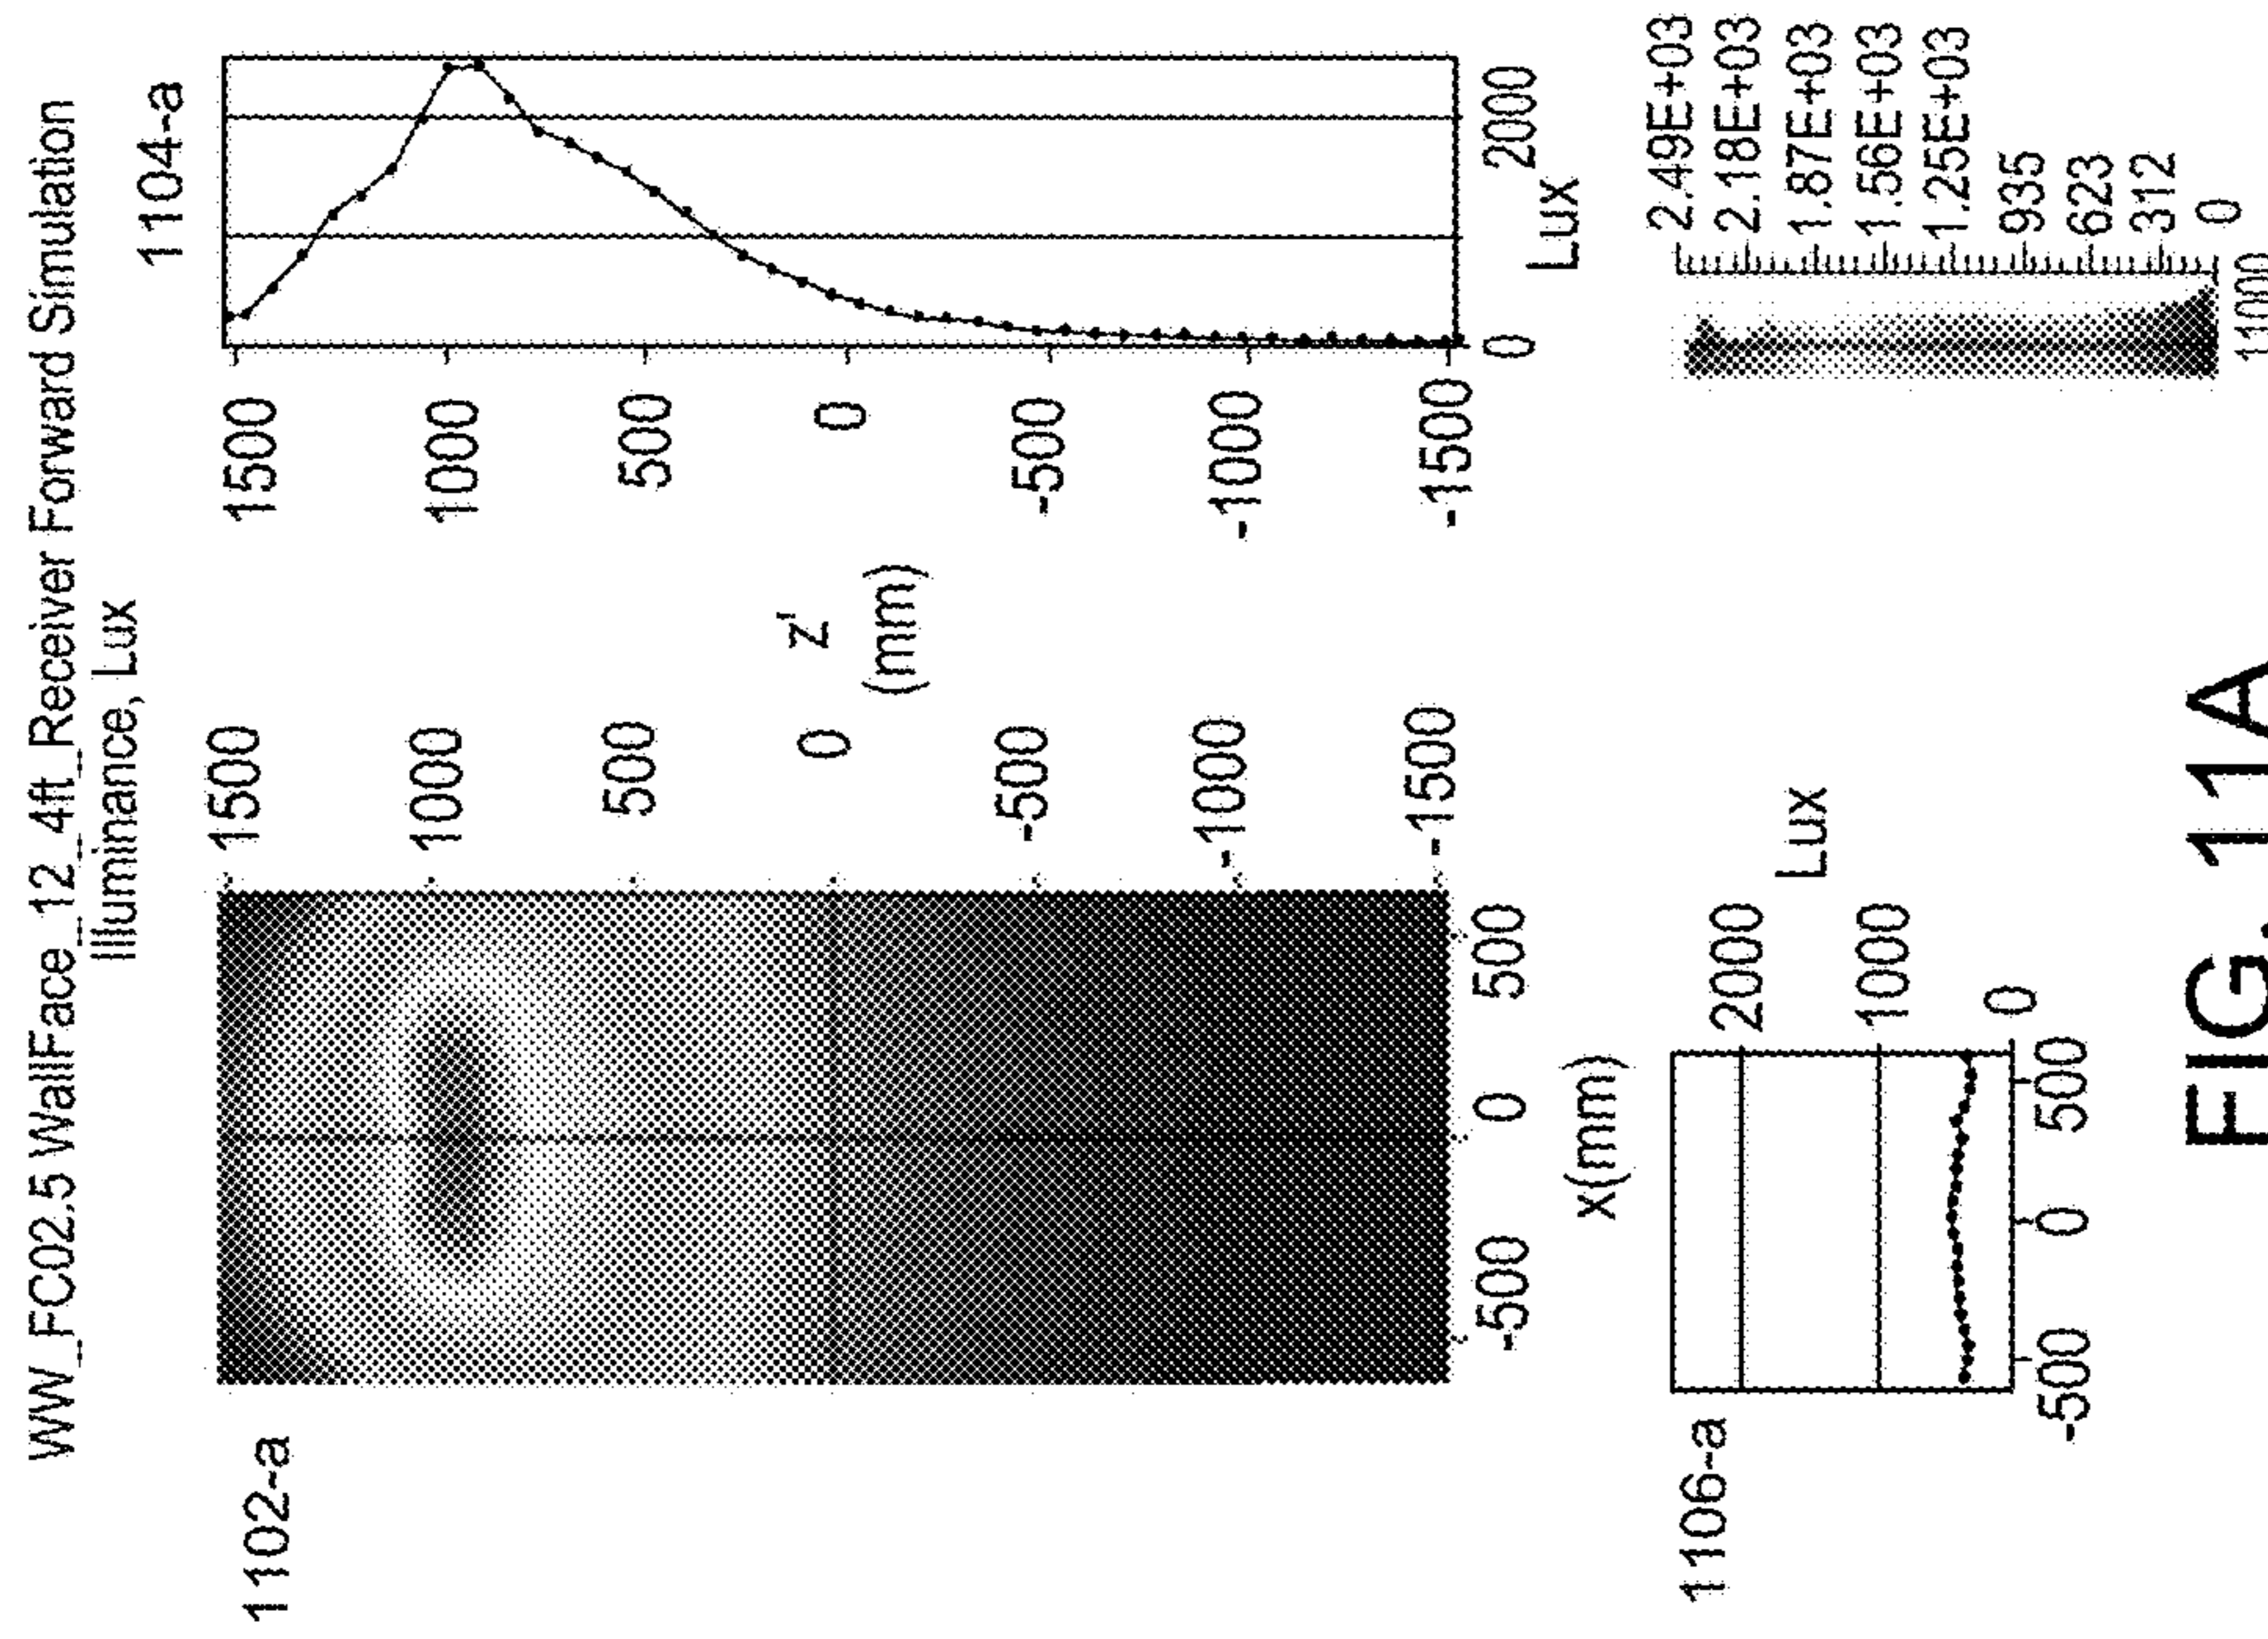 WW_FC02.5 WallFace_12_4ft_Receiver Forward Simulation
Illuminance, Lux
1102-a
1500
1000
500
0
-500
-1000
-1500
z'
(mm)
-500
0
500
x(mm)
1104-a
1500
1000
500
0
-500
-1000
-1500
0
2000
Lux
1106-a
2000
1000
0
Lux
-500
0
500
2.49E+03
2.18E+03
1.87E+03
1.56E+03
1.25E+03
935
623
312
0
11000
FIG. 11A